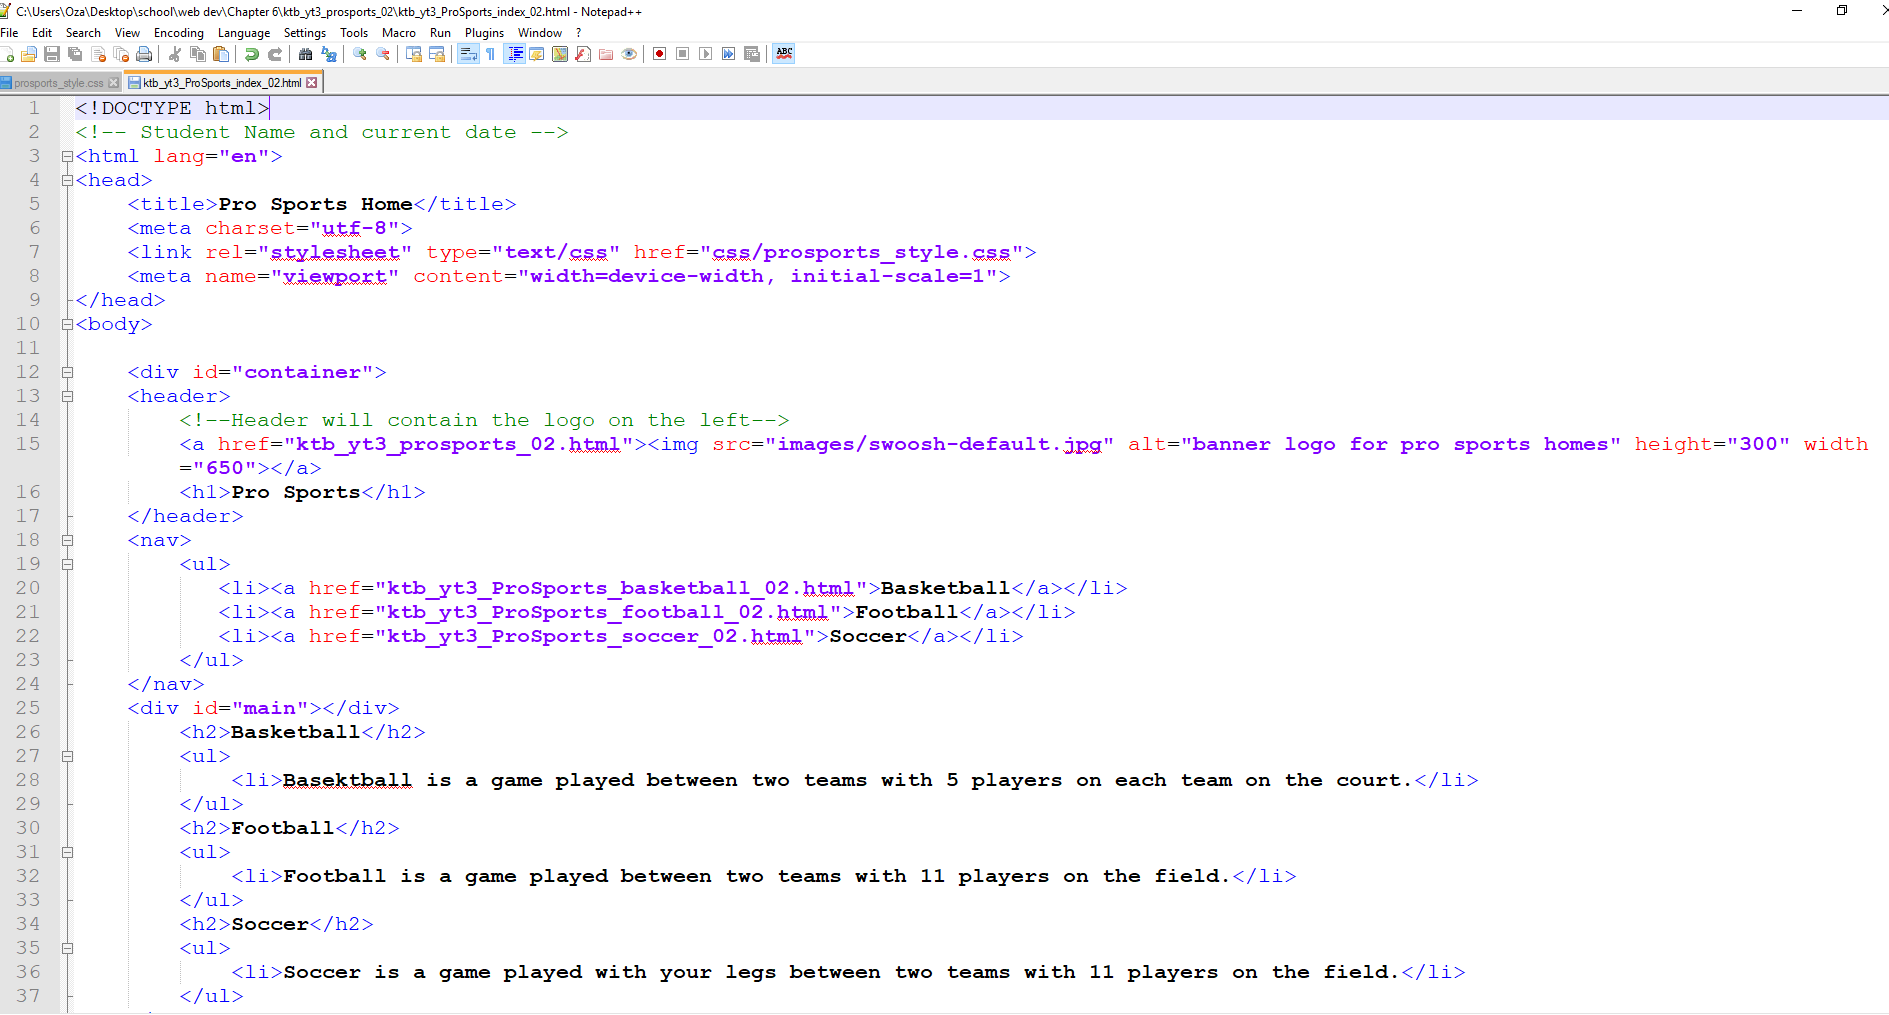 C:\Users\Oza\Desktop\school\web dev\Chapter 6\ktb_yt3_prosports_02\ktb_yt3_ProSports_index_02.html - Notepad++
File Edit Search View Encoding Language Settings Tools Macro Run Plugins Window ?
ABC
prosports_style.css ktb_yt3_ProSports_index_02.html
1 <!DOCTYPE html>
2 <!-- Student Name and current date -->
3 <html lang="en">
4 <head>
5 <title>Pro Sports Home</title>
6 <meta charset="utf-8">
7 <link rel="stylesheet" type="text/css" href="css/prosports_style.css">
8 <meta name="viewport" content="width=device-width, initial-scale=1">
9 </head>
10 <body>
11
12 <div id="container">
13 <header>
14 <!--Header will contain the logo on the left-->
15 <a href="ktb_yt3_prosports_02.html"><img src="images/swoosh-default.jpg" alt="banner logo for pro sports homes" height="300" width
="650"></a>
16 <h1>Pro Sports</h1>
17 </header>
18 <nav>
19 <ul>
20 <li><a href="ktb_yt3_ProSports_basketball_02.html">Basketball</a></li>
21 <li><a href="ktb_yt3_ProSports_football_02.html">Football</a></li>
22 <li><a href="ktb_yt3_ProSports_soccer_02.html">Soccer</a></li>
23 </ul>
24 </nav>
25 <div id="main"></div>
26 <h2>Basketball</h2>
27 <ul>
28 <li>Basektball is a game played between two teams with 5 players on each team on the court.</li>
29 </ul>
30 <h2>Football</h2>
31 <ul>
32 <li>Football is a game played between two teams with 11 players on the field.</li>
33 </ul>
34 <h2>Soccer</h2>
35 <ul>
36 <li>Soccer is a game played with your legs between two teams with 11 players on the field.</li>
37 </ul>